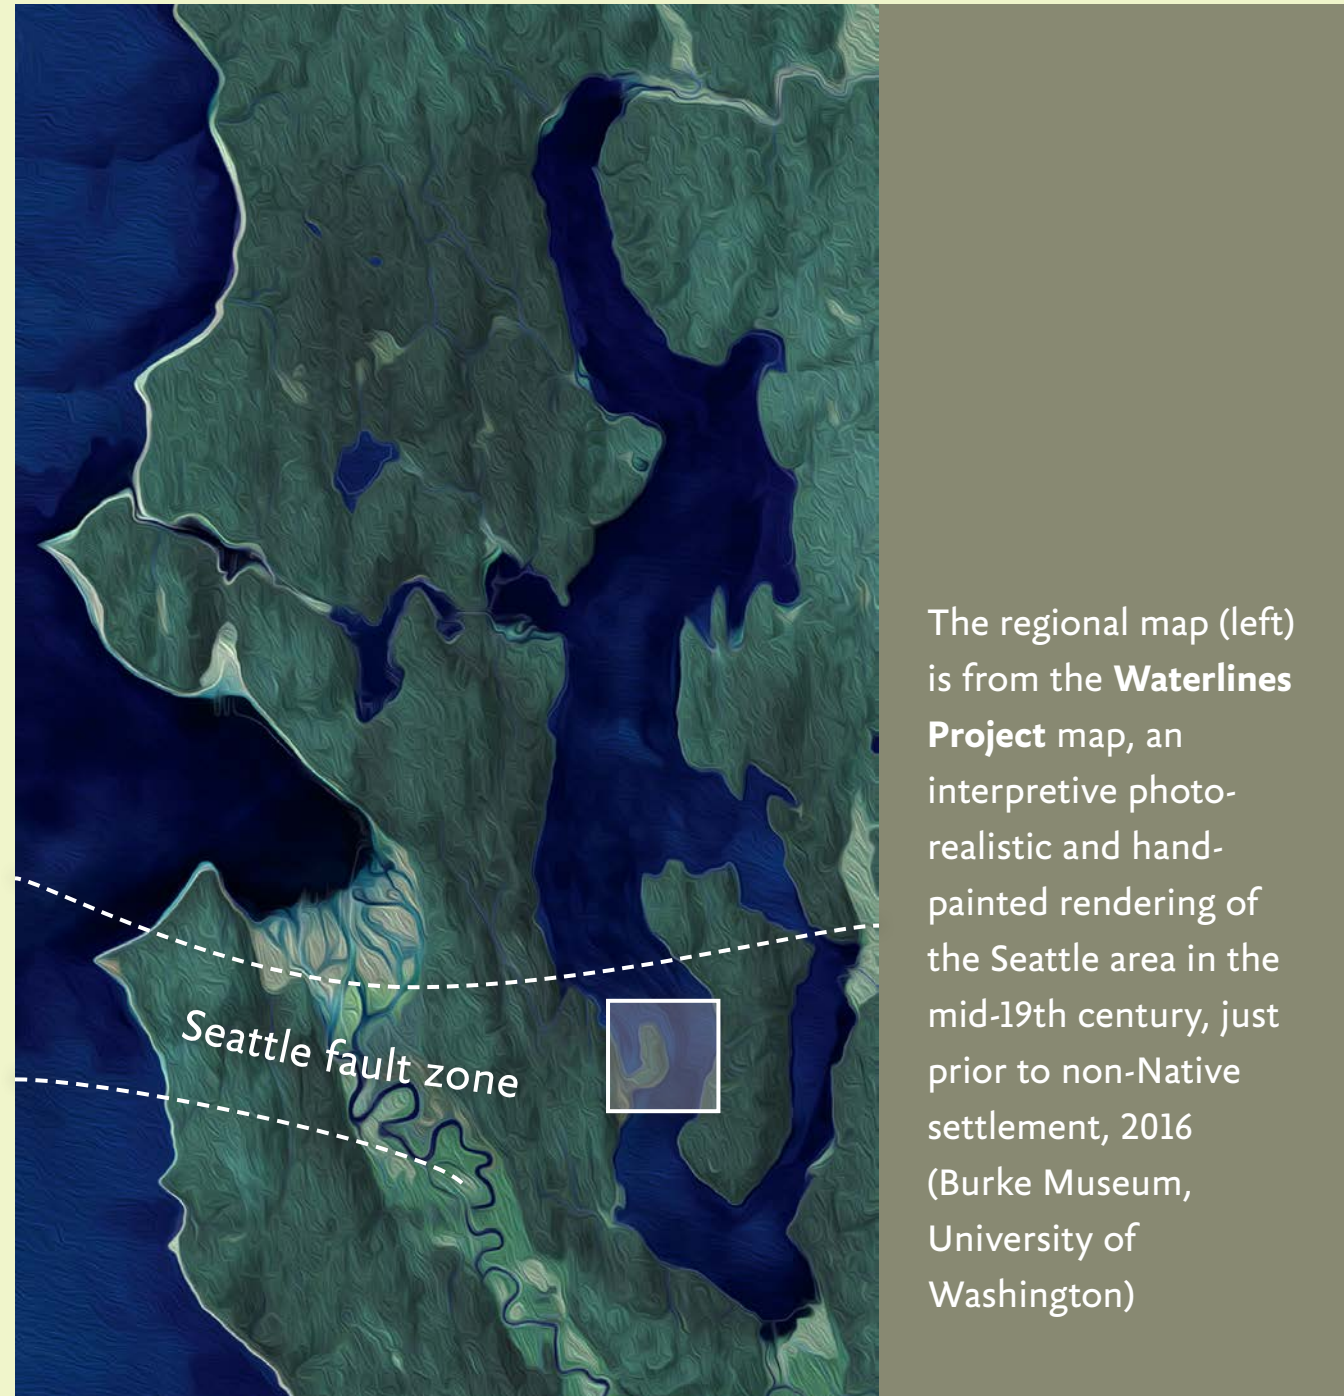 Seattle fault zone
The regional map (left)
is from the Waterlines
Project map, an
interpretive photo-
realistic and hand-
painted rendering of
the Seattle area in the
mid-19th century, just
prior to non-Native
settlement, 2016
(Burke Museum,
University of
Washington)